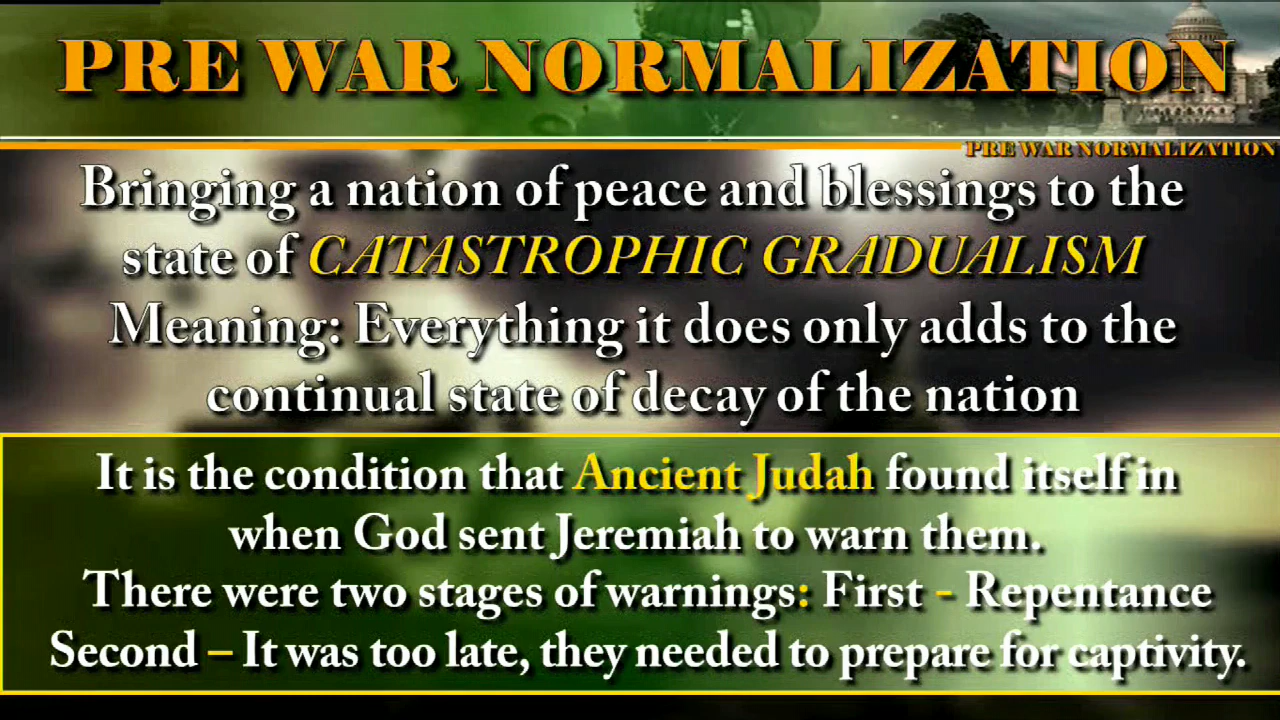 PRE WAR NORMALIZATION
PRE WAR NORMALIZATION
Bringing a nation of peace and blessings to the
state of CATASTROPHIC GRADUALISM
Meaning: Everything it does only adds to the
continual state of decay of the nation
It is the condition that Ancient Judah found itself in
when God sent Jeremiah to warn them.
There were two stages of warnings: First - Repentance
Second – It was too late, they needed to prepare for captivity.